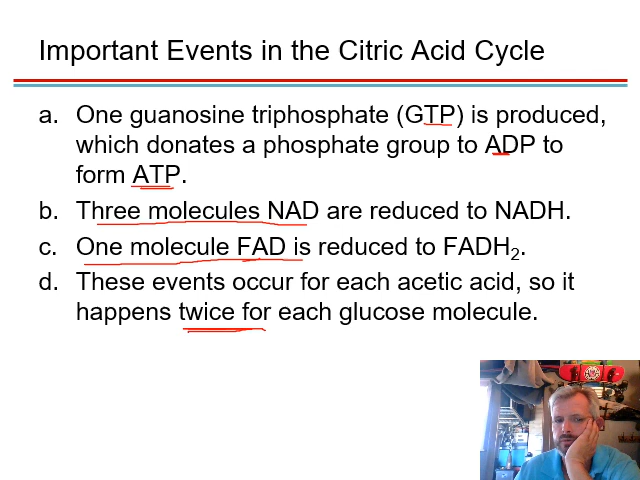 Important Events in the Citric Acid Cycle
a. One guanosine triphosphate (GTP) is produced,
which donates a phosphate group to ADP to
form ATP.
b. Three molecules NAD are reduced to NADH.
c. One molecule FAD is reduced to FADH₂.
d. These events occur for each acetic acid, so it
happens twice for each glucose molecule.